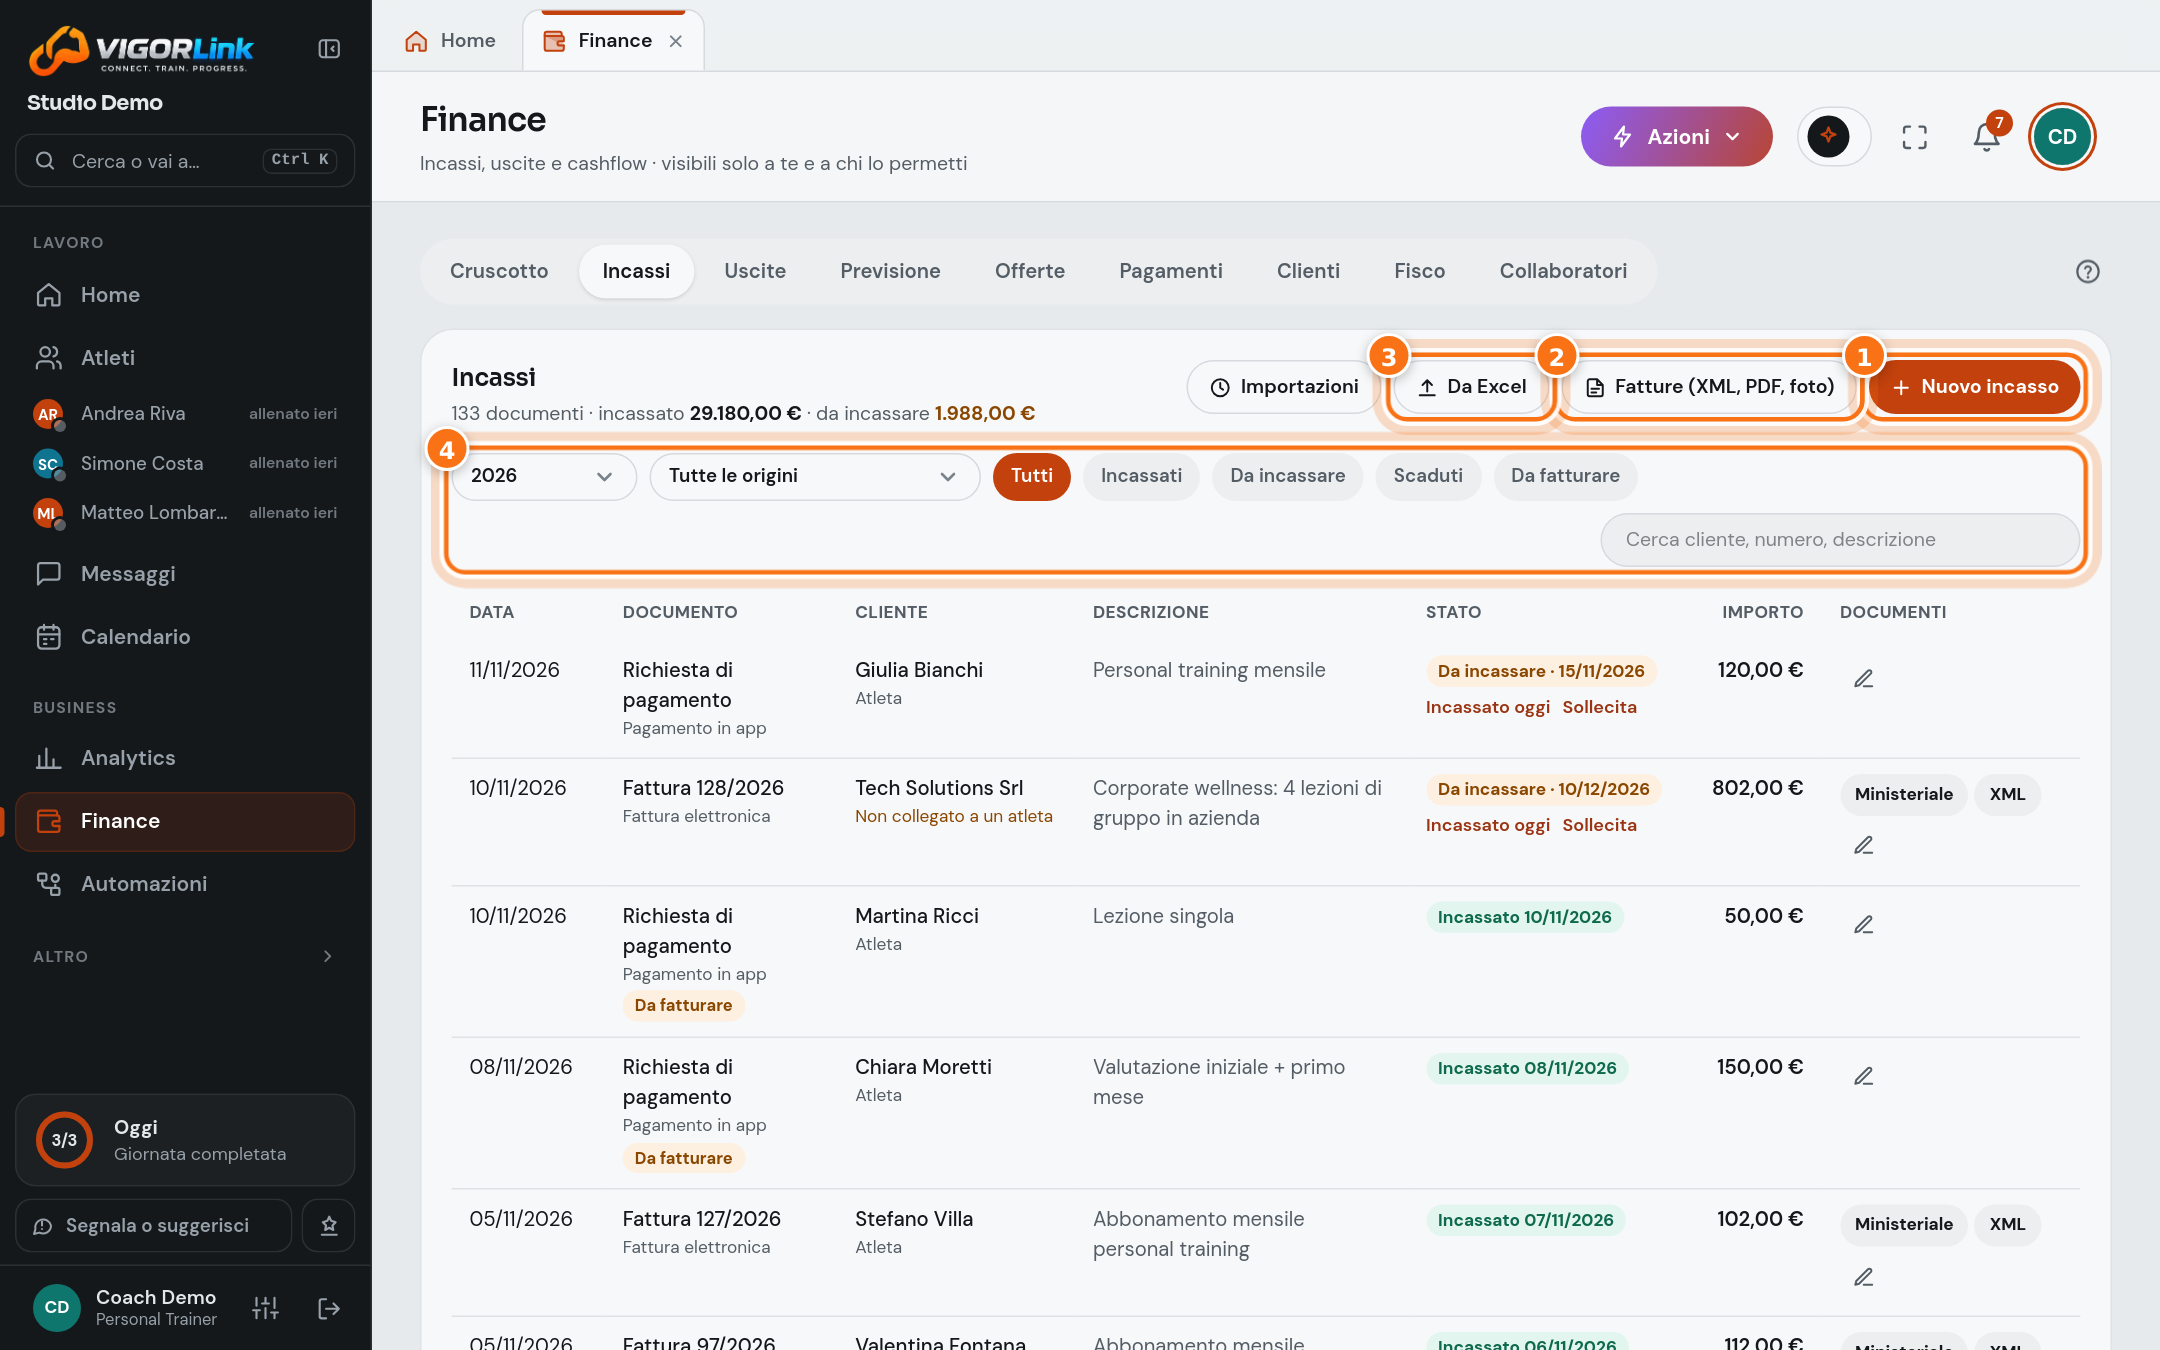 VIGORLink
CONNECT. TRAIN. PROGRESS.
Studio Demo
Cerca o vai a...
Ctrl K
LAVORO
Home
Atleti
AR Andrea Riva allenato ieri
SC Simone Costa allenato ieri
ML Matteo Lombar... allenato ieri
Messaggi
Calendario
BUSINESS
Analytics
Finance
Automazioni
ALTRO
3/3
Oggi
Giornata completata
Segnala o suggerisci
CD
Coach Demo
Personal Trainer
Home
Finance
Finance
Incassi, uscite e cashflow · visibili solo a te e a chi lo permetti
Azioni
7
CD
Cruscotto Incassi Uscite Previsione Offerte Pagamenti Clienti Fisco Collaboratori
?
Incassi
133 documenti · incassato 29.180,00 € · da incassare 1.988,00 €
Importazioni
3
Da Excel
2
Fatture (XML, PDF, foto)
1
+ Nuovo incasso
4
2026
Tutte le origini
Tutti Incassati Da incassare Scaduti Da fatturare
Cerca cliente, numero, descrizione
DATA DOCUMENTO CLIENTE DESCRIZIONE STATO IMPORTO DOCUMENTI
11/11/2026
Richiesta di
pagamento
Pagamento in app
Giulia Bianchi
Atleta
Personal training mensile
Da incassare · 15/11/2026
Incassato oggi Sollecita
120,00 €
10/11/2026
Fattura 128/2026
Fattura elettronica
Tech Solutions Srl
Non collegato a un atleta
Corporate wellness: 4 lezioni di
gruppo in azienda
Da incassare · 10/12/2026
Incassato oggi Sollecita
802,00 €
Ministeriale XML
10/11/2026
Richiesta di
pagamento
Pagamento in app
Da fatturare
Martina Ricci
Atleta
Lezione singola
Incassato 10/11/2026
50,00 €
08/11/2026
Richiesta di
pagamento
Pagamento in app
Da fatturare
Chiara Moretti
Atleta
Valutazione iniziale + primo
mese
Incassato 08/11/2026
150,00 €
05/11/2026
Fattura 127/2026
Fattura elettronica
Stefano Villa
Atleta
Abbonamento mensile
personal training
Incassato 07/11/2026
102,00 €
Ministeriale XML
05/11/2026
Fattura 97/2026
Valentina Fontana
Abbonamento mensile
Incassato 06/11/2026
112,00 €
Ministeriale XML